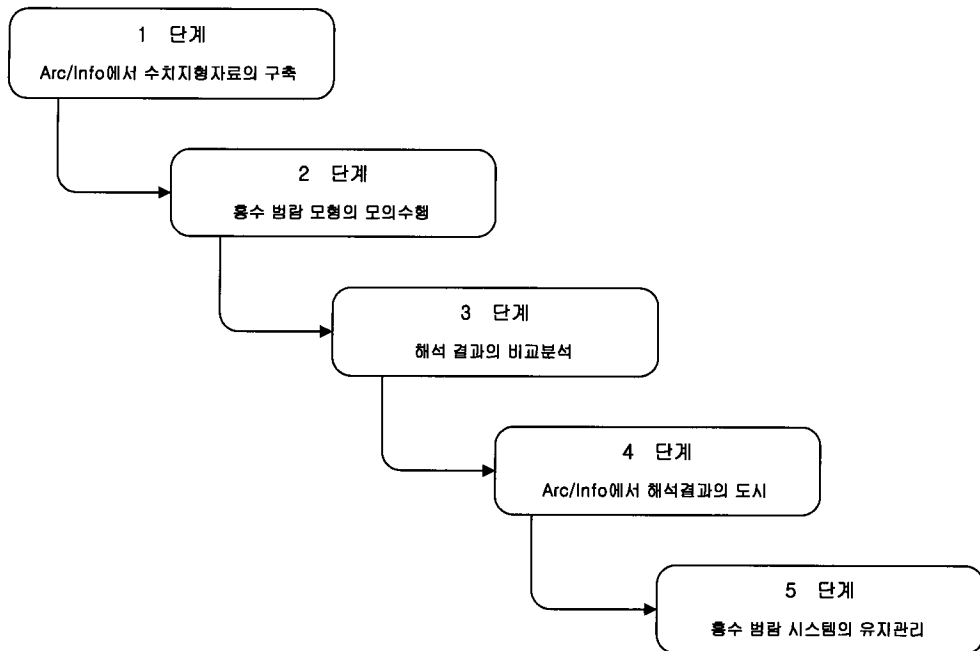 1 단계
Arc/Info에서 수치지형자료의 구축
2 단계
홍수 범람 모형의 모의수행
3 단계
해석 결과의 비교분석
4 단계
Arc/Info에서 해석결과의 도시
5 단계
홍수 범람 시스템의 유지관리